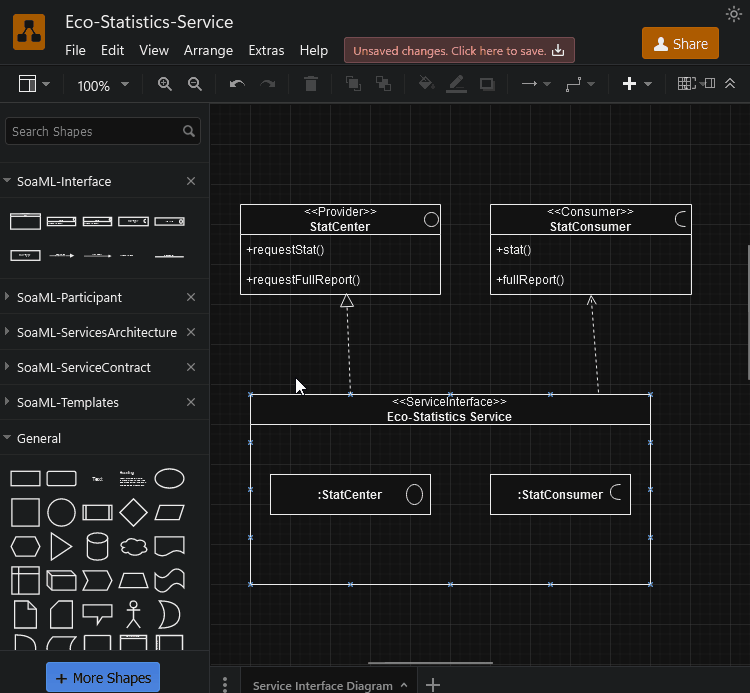 Eco-Statistics-Service
File Edit View Arrange Extras Help
Unsaved changes. Click here to save.
Share
100%
Search Shapes
SoaML-Interface
SoaML-Participant
SoaML-ServicesArchitecture
SoaML-ServiceContract
SoaML-Templates
General
Text
Heading
+ More Shapes
<<Provider>>
StatCenter
+requestStat()
+requestFullReport()
<<Consumer>>
StatConsumer
+stat()
+fullReport()
<<ServiceInterface>>
Eco-Statistics Service
:StatCenter
:StatConsumer
Service Interface Diagram